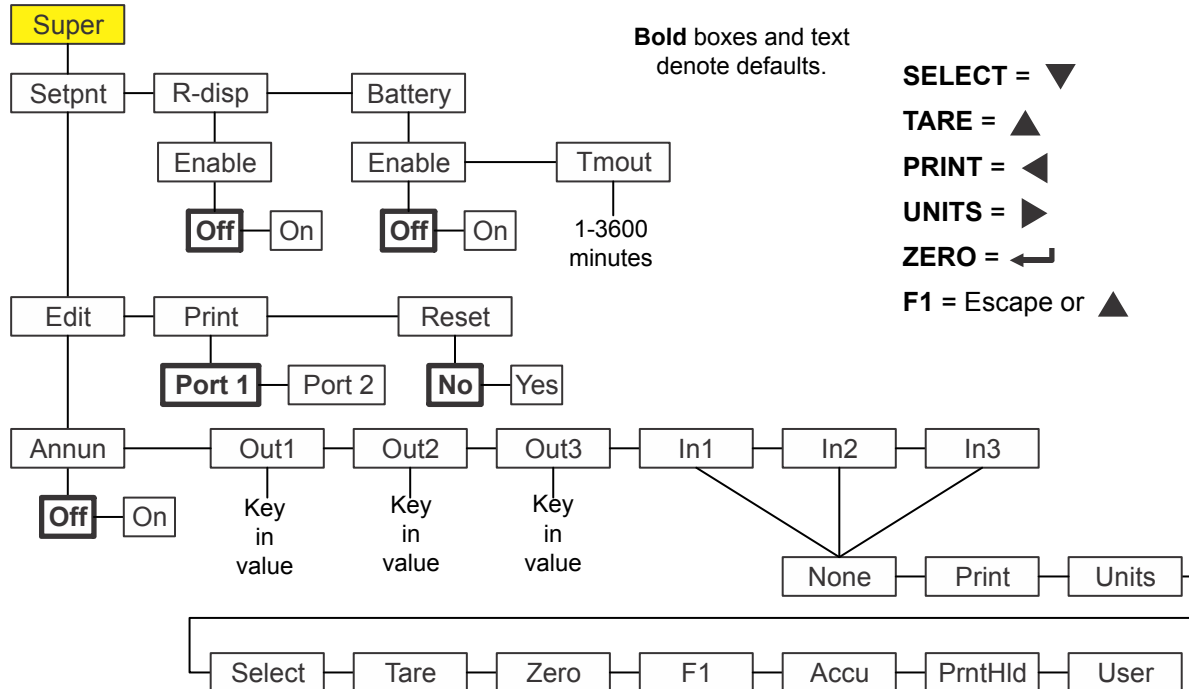 Super
Bold boxes and text
denote defaults.
SELECT =
TARE =
PRINT =
UNITS =
ZERO =
F1 = Escape or
Setpnt R-disp Battery
Enable Enable Tmout
Off On Off On 1-3600
minutes
Edit Print Reset
Port 1 Port 2 No Yes
Annun Out1 Out2 Out3 In1 In2 In3
Off On
Key
in
value
Key
in
value
Key
in
value
None Print Units
Select Tare Zero F1 Accu PrntHld User